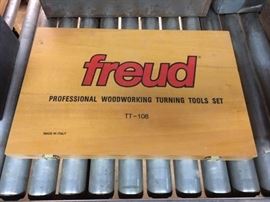 freud
PROFESSIONAL WOODWORKING TURNING TOOLS SET
TT-106
MADE IN ITALY